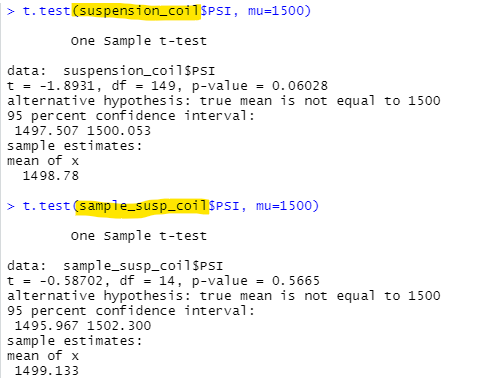 > t.test(suspension_coil$PSI, mu=1500)
One Sample t-test
data:  suspension_coil$PSI
t = -1.8931, df = 149, p-value = 0.06028
alternative hypothesis: true mean is not equal to 1500
95 percent confidence interval:
1497.507 1500.053
sample estimates:
mean of x
1498.78
> t.test(sample_susp_coil$PSI, mu=1500)
One Sample t-test
data:  sample_susp_coil$PSI
t = -0.58702, df = 14, p-value = 0.5665
alternative hypothesis: true mean is not equal to 1500
95 percent confidence interval:
1495.967 1502.300
sample estimates:
mean of x
1499.133